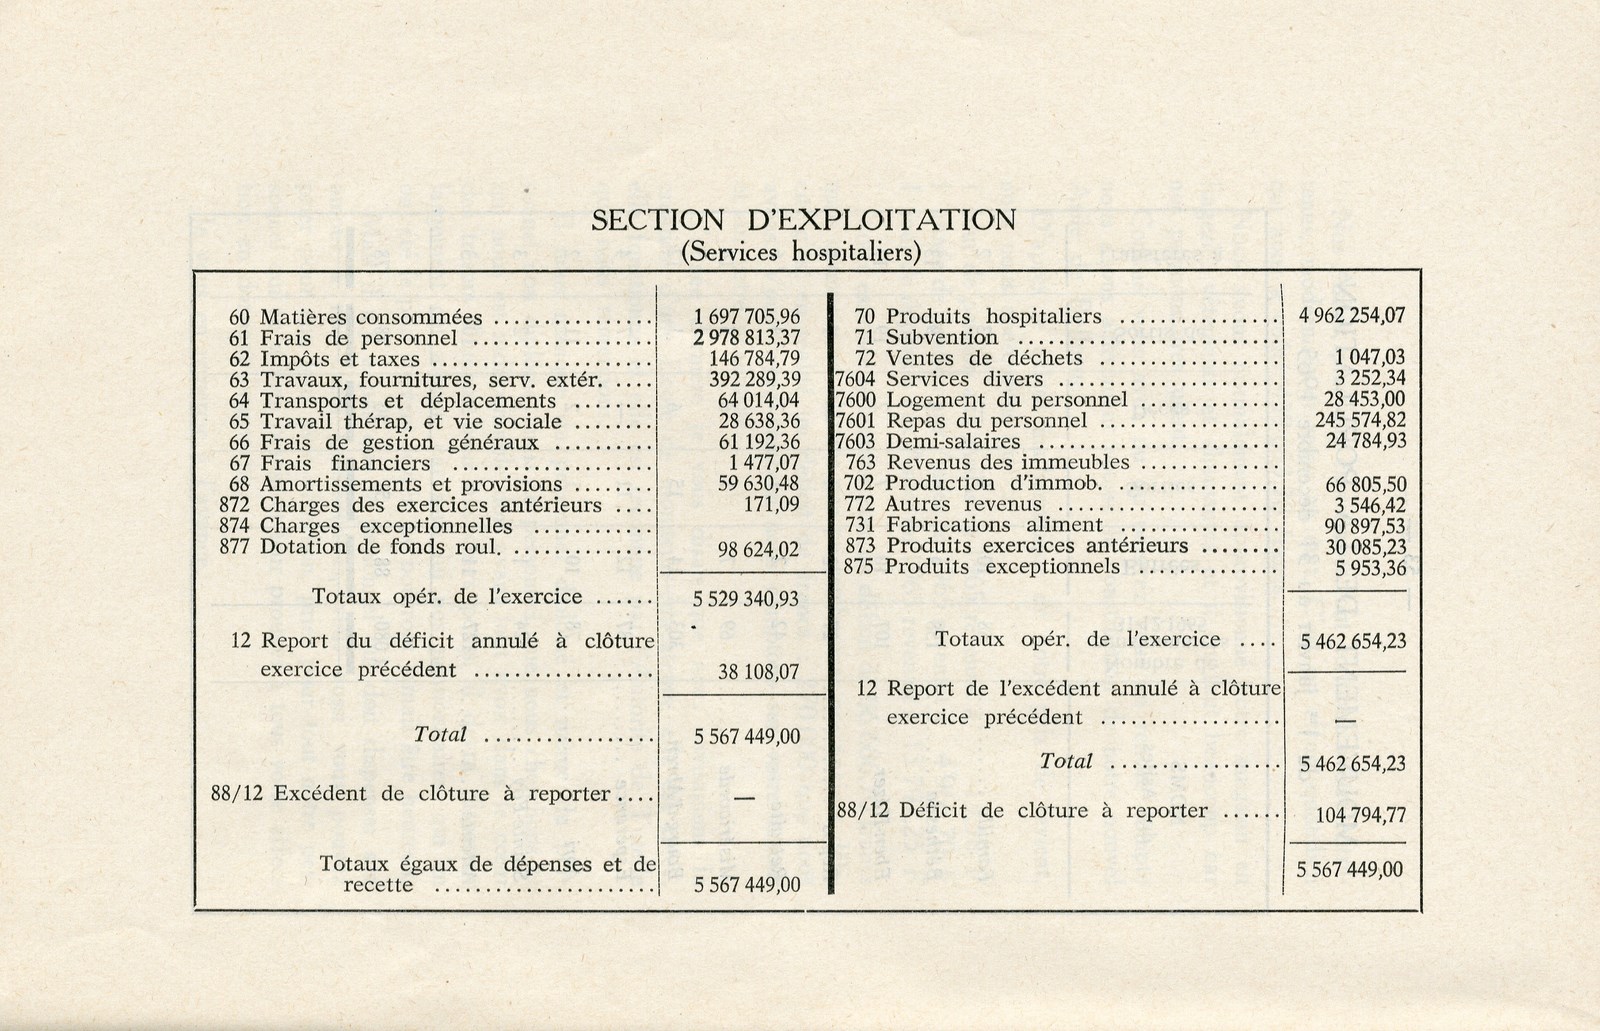 SECTION D'EXPLOITATION
(Services hospitaliers)
60 Matières consommées ................ 1 697 705,96
61 Frais de personnel .................. 2 978 813,37
62 Impôts et taxes ...................... 146 784,79
63 Travaux, fournitures, serv. extér. .... 392 289,39
64 Transports et déplacements ........ 64 014,04
65 Travail thérap, et vie sociale ........ 28 638,36
66 Frais de gestion généraux .......... 61 192,36
67 Frais financiers .................... 1 477,07
68 Amortissements et provisions ........ 59 630,48
872 Charges des exercices antérieurs .... 171,09
874 Charges exceptionnelles ............
877 Dotation de fonds roul. .............. 98 624,02
Totaux opér. de l'exercice ...... 5 529 340,93
12 Report du déficit annulé à clôture
exercice précédent .................. 38 108,07
Total ................. 5 567 449,00
88/12 Excédent de clôture à reporter .... —
Totaux égaux de dépenses et de
recette ...................... 5 567 449,00
70 Produits hospitaliers ................ 4 962 254,07
71 Subvention ..........................
72 Ventes de déchets .................. 1 047,03
7604 Services divers ...................... 3 252,34
7600 Logement du personnel .............. 28 453,00
7601 Repas du personnel .................. 245 574,82
7603 Demi-salaires ........................ 24 784,93
763 Revenus des immeubles ..............
702 Production d'immob. ................ 66 805,50
772 Autres revenus ...................... 3 546,42
731 Fabrications aliment ................ 90 897,53
873 Produits exercices antérieurs ........ 30 085,23
875 Produits exceptionnels .............. 5 953,36
Totaux opér. de l'exercice .... 5 462 654,23
12 Report de l'excédent annulé à clôture
exercice précédent .................. —
Total ................. 5 462 654,23
88/12 Déficit de clôture à reporter ...... 104 794,77
5 567 449,00